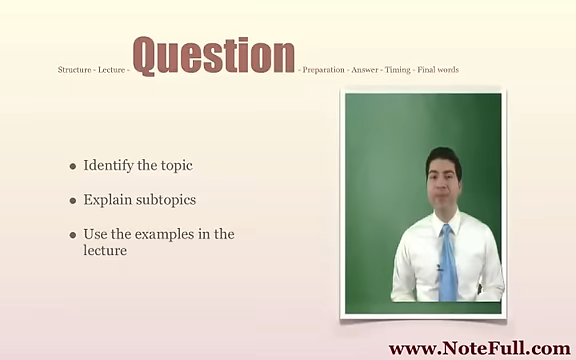 Structure - Lecture - Question - Preparation - Answer - Timing - Final words
● Identify the topic
● Explain subtopics
● Use the examples in the
lecture
www.NoteFull.com